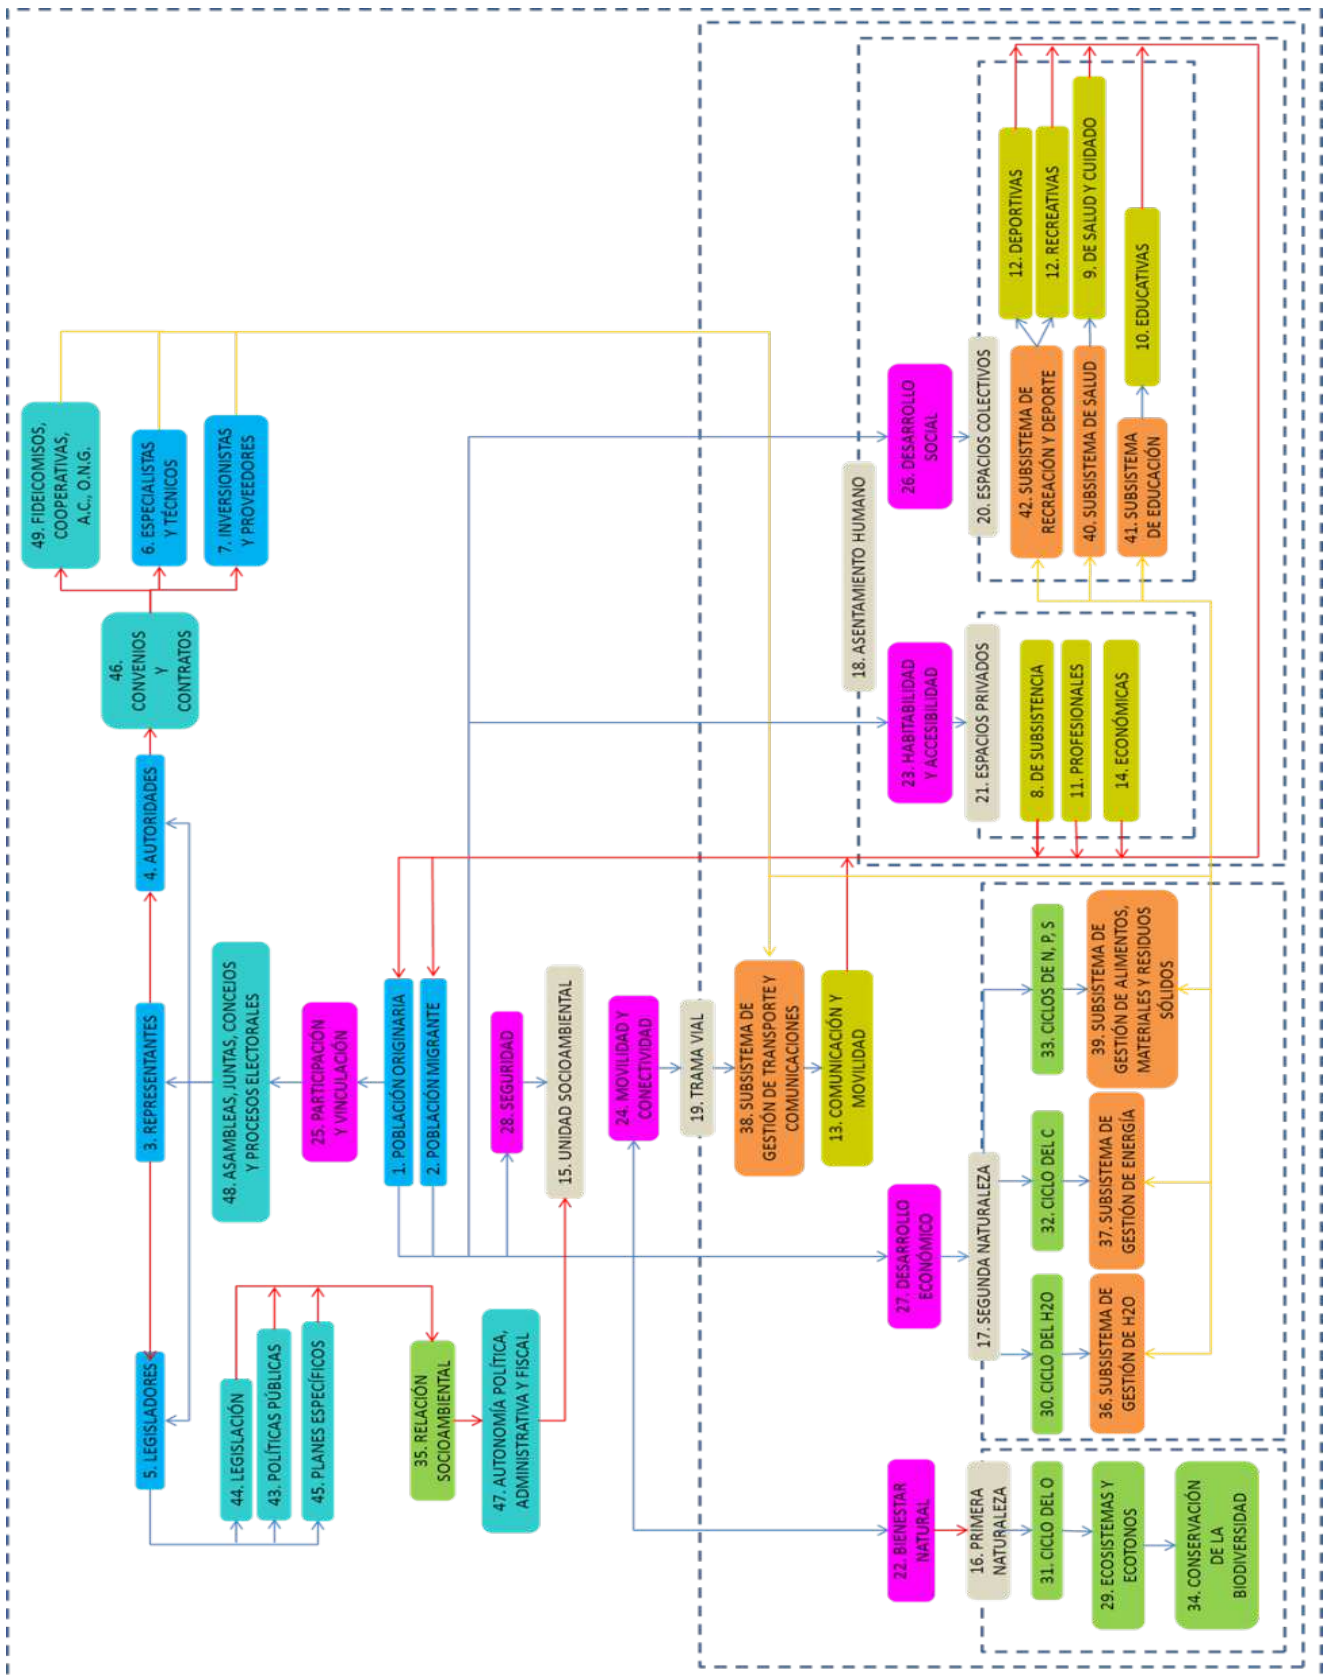 5. LEGISLADORES
3. REPRESENTANTES
4. AUTORIDADES
46.
CONVENIOS
Y
CONTRATOS
49. FIDEICOMISOS,
COOPERATIVAS,
A.C., O.N.G.
6. ESPECIALISTAS
Y TÉCNICOS
7. INVERSIONISTAS
Y PROVEEDORES
44. LEGISLACIÓN
43. POLÍTICAS PÚBLICAS
45. PLANES ESPECÍFICOS
48. ASAMBLEAS, JUNTAS, CONCEJOS
Y PROCESOS ELECTORALES
25. PARTICIPACIÓN
Y VINCULACIÓN
1. POBLACIÓN ORIGINARIA
2. POBLACIÓN MIGRANTE
35. RELACIÓN
SOCIOAMBIENTAL
47. AUTONOMÍA POLÍTICA,
ADMINISTRATIVA Y FISCAL
28. SEGURIDAD
15. UNIDAD SOCIOAMBIENTAL
24. MOVILIDAD Y
CONECTIVIDAD
19. TRAMA VIAL
38. SUBSISTEMA DE
GESTIÓN DE TRANSPORTE Y
COMUNICACIONES
13. COMUNICACIÓN Y
MOVILIDAD
18. ASENTAMIENTO HUMANO
22. BIENESTAR
NATURAL
16. PRIMERA
NATURALEZA
31. CICLO DEL O
29. ECOSISTEMAS Y
ECOTONOS
34. CONSERVACIÓN
DE LA
BIODIVERSIDAD
27. DESARROLLO
ECONÓMICO
17. SEGUNDA NATURALEZA
30. CICLO DEL H2O
32. CICLO DEL C
33. CICLOS DE N, P, S
36. SUBSISTEMA DE
GESTIÓN DE H2O
37. SUBSISTEMA DE
GESTIÓN DE ENERGÍA
39. SUBSISTEMA DE
GESTIÓN DE ALIMENTOS,
MATERIALES Y RESIDUOS
SÓLIDOS
23. HABITABILIDAD
Y ACCESIBILIDAD
21. ESPACIOS PRIVADOS
8. DE SUBSISTENCIA
11. PROFESIONALES
14. ECONÓMICAS
26. DESARROLLO
SOCIAL
20. ESPACIOS COLECTIVOS
42. SUBSISTEMA DE
RECREACIÓN Y DEPORTE
40. SUBSISTEMA DE SALUD
41. SUBSISTEMA
DE EDUCACIÓN
12. DEPORTIVAS
12. RECREATIVAS
9. DE SALUD Y CUIDADO
10. EDUCATIVAS